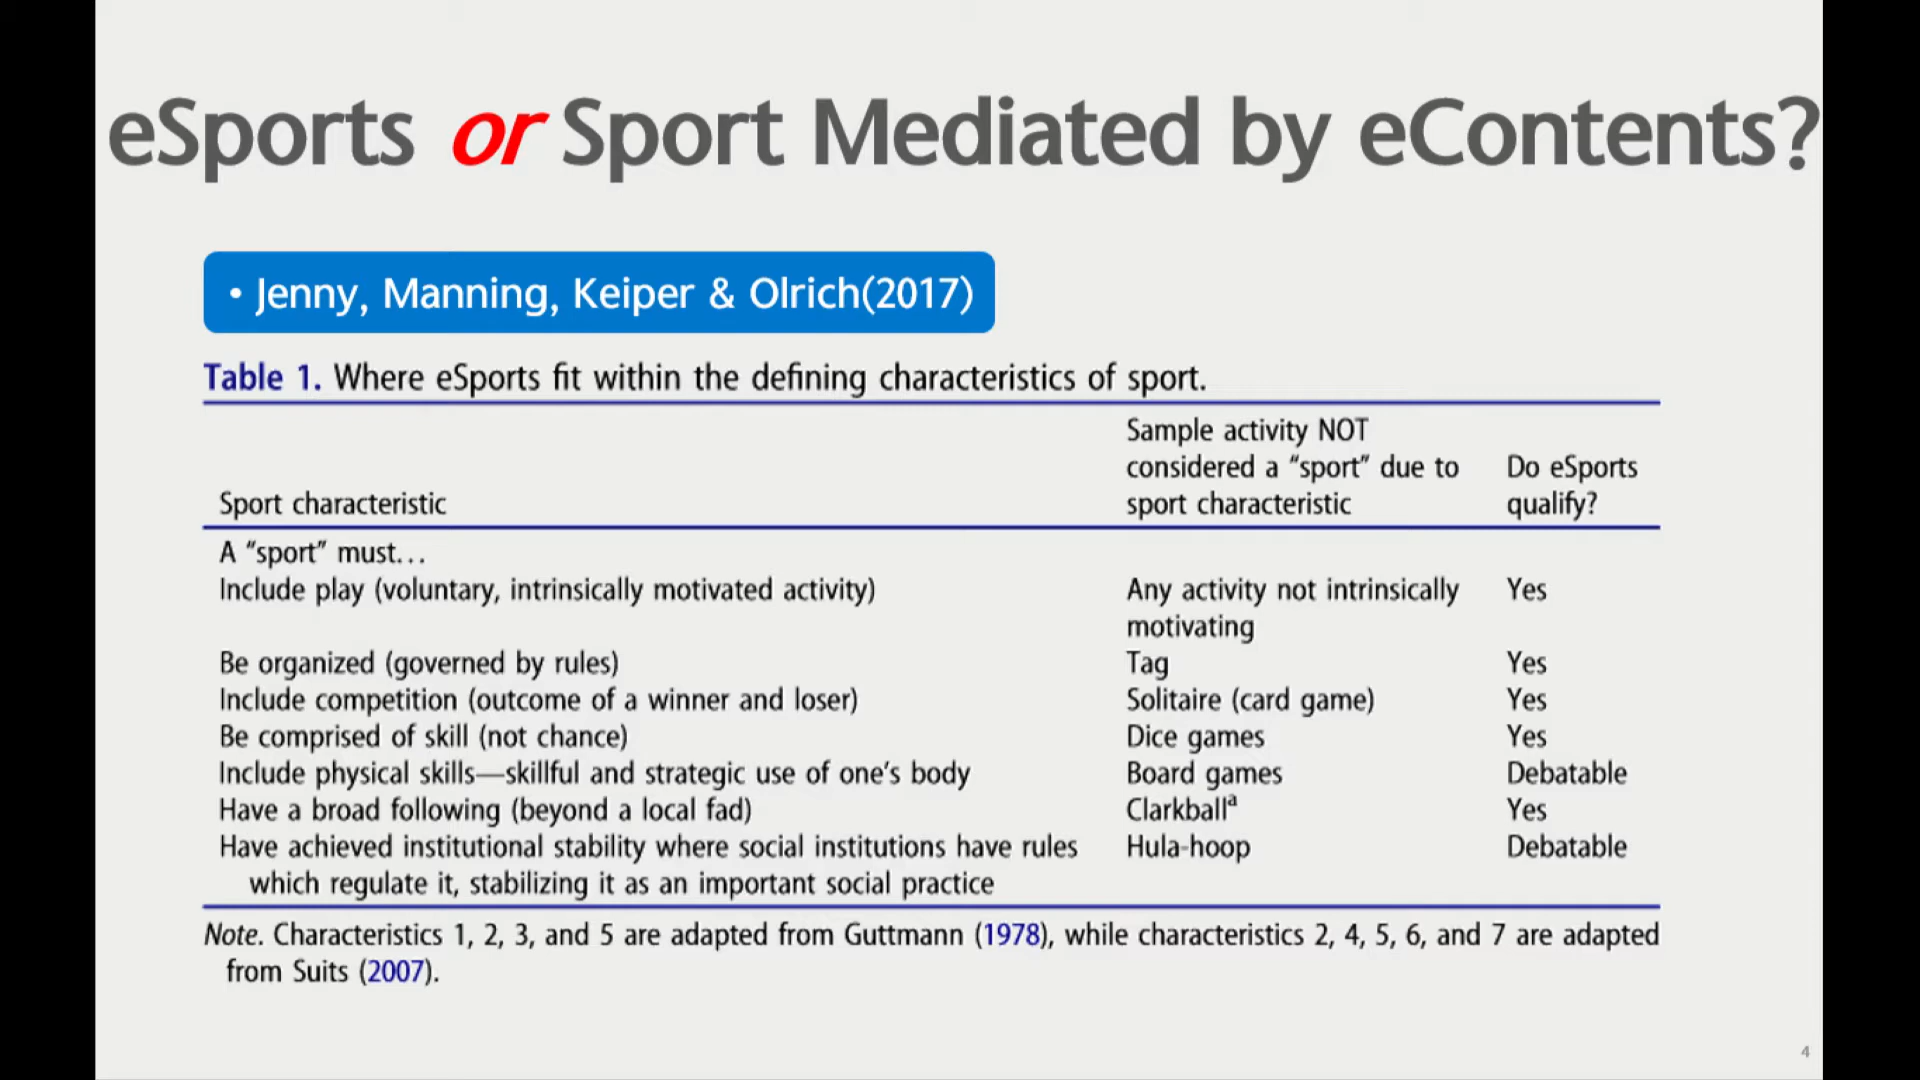 eSports or Sport Mediated by eContents?
• Jenny, Manning, Keiper & Olrich(2017)
Table 1. Where eSports fit within the defining characteristics of sport.
Sport characteristic
Sample activity NOT
considered a “sport” due to
sport characteristic
Do eSports
qualify?
A “sport” must…
Include play (voluntary, intrinsically motivated activity) Any activity not intrinsically Yes
motivating
Be organized (governed by rules) Tag Yes
Include competition (outcome of a winner and loser) Solitaire (card game) Yes
Be comprised of skill (not chance) Dice games Yes
Include physical skills—skillful and strategic use of one’s body Board games Debatable
Have a broad following (beyond a local fad) Clarkballᵃ Yes
Have achieved institutional stability where social institutions have rules Hula-hoop Debatable
which regulate it, stabilizing it as an important social practice
Note. Characteristics 1, 2, 3, and 5 are adapted from Guttmann (1978), while characteristics 2, 4, 5, 6, and 7 are adapted
from Suits (2007).
4